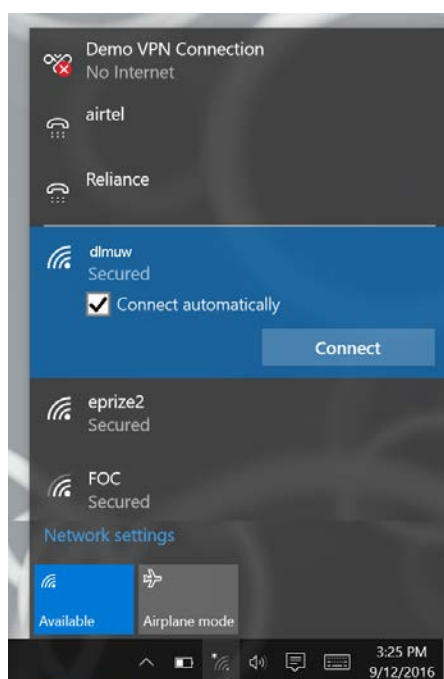 Demo VPN Connection
No Internet
airtel
Reliance
dlmuw
Secured
Connect automatically
Connect
eprize2
Secured
FOC
Secured
Network settings
Available
Airplane mode
3:25 PM
9/12/2016